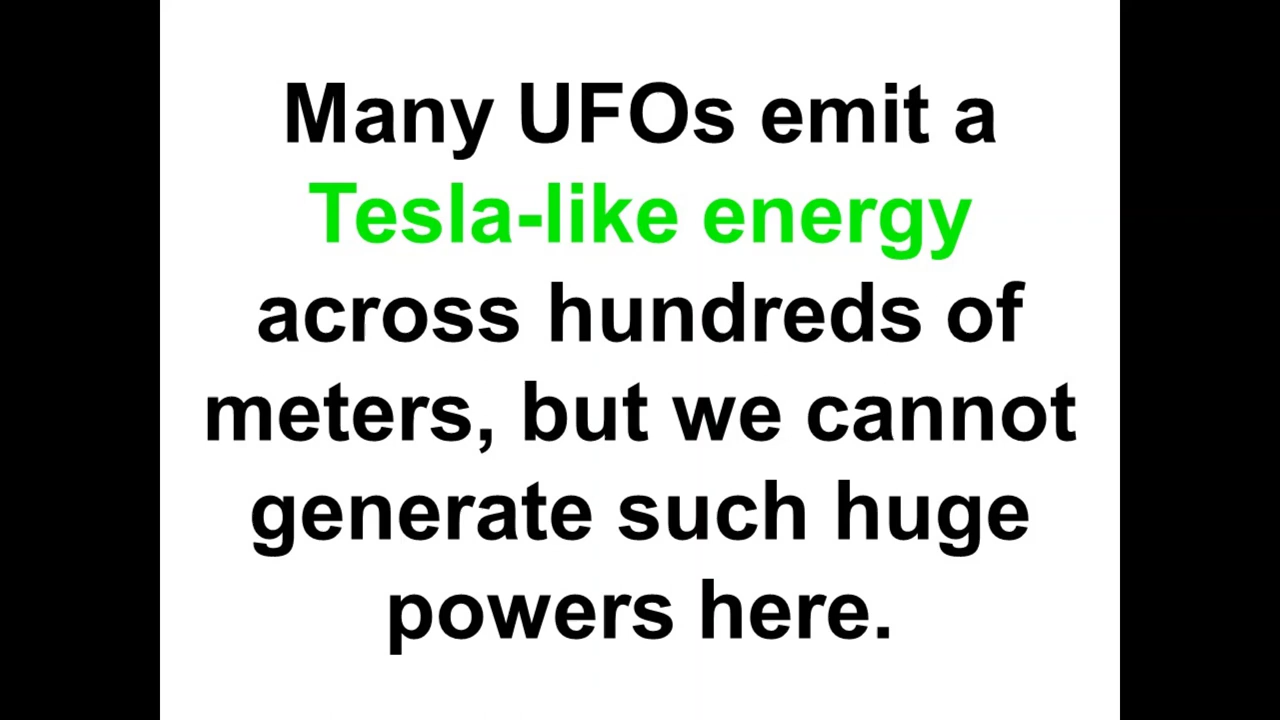 Many UFOs emit a
Tesla-like energy
across hundreds of
meters, but we cannot
generate such huge
powers here.